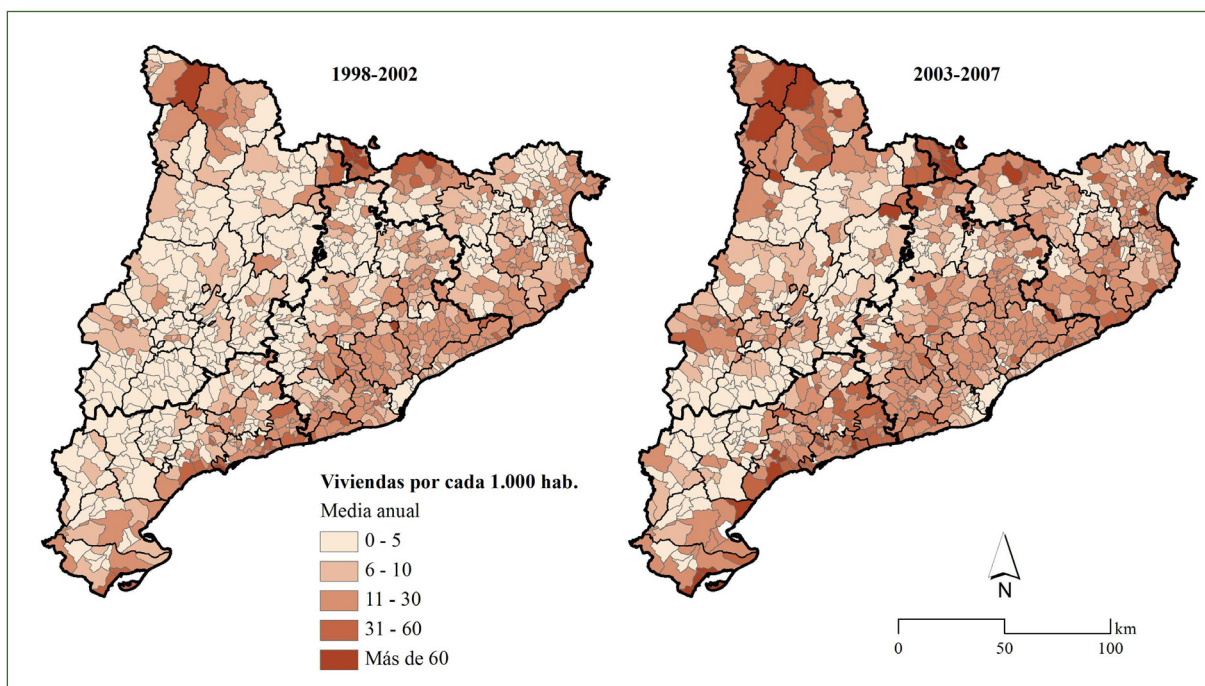 1998-2002
2003-2007
Viviendas por cada 1.000 hab.
Media anual
0 - 5
6 - 10
11 - 30
31 - 60
Más de 60
N
km
0 50 100